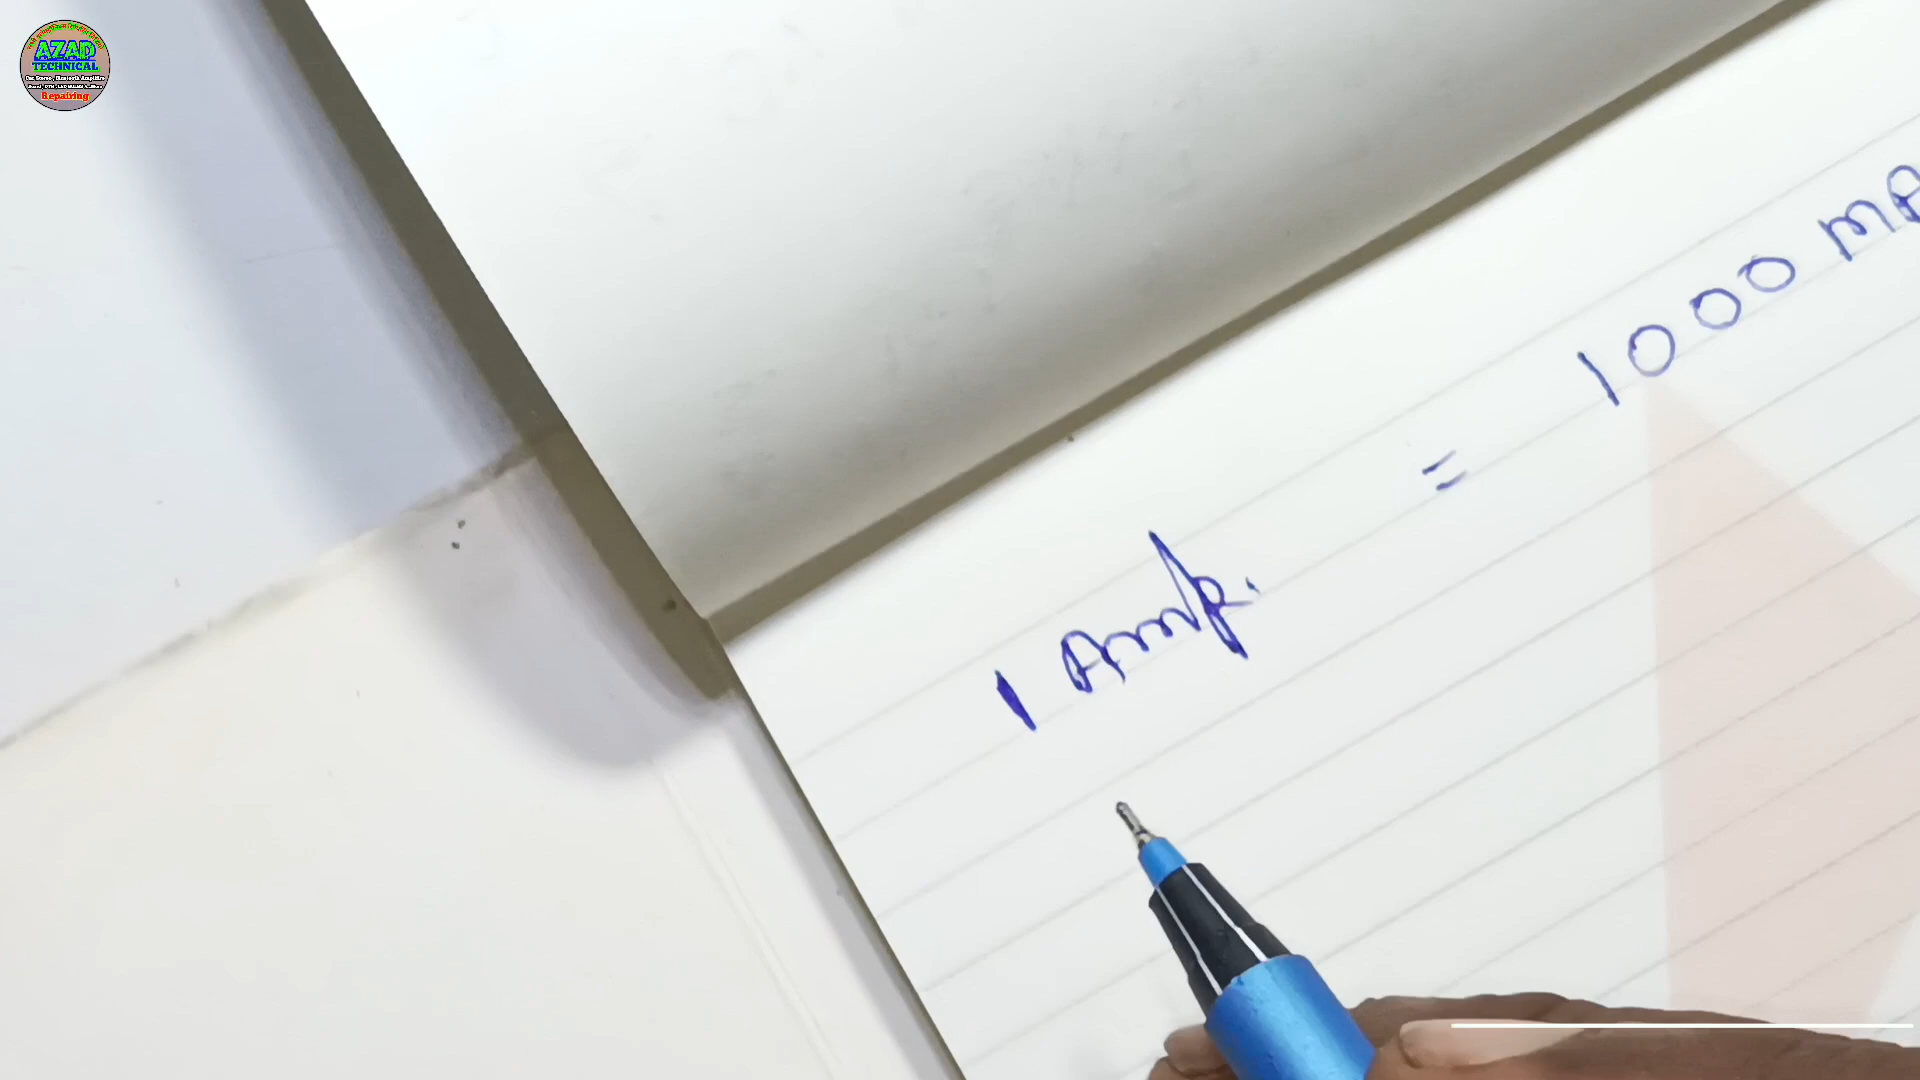 AZAD
TECHNICAL
Repairing
1 Amp. = 1000 mA